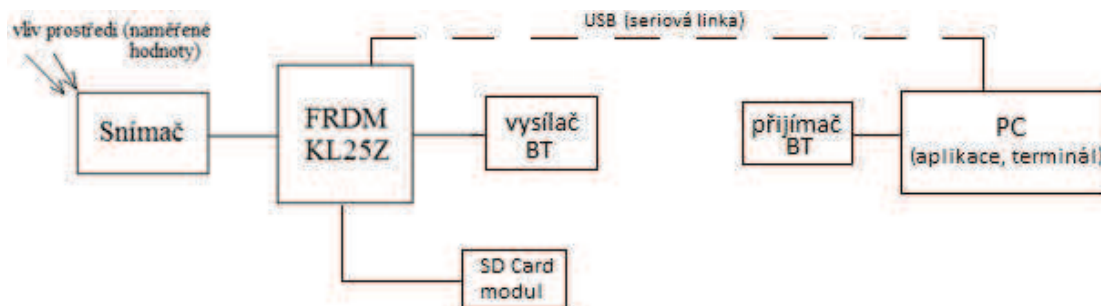 USB (seriová linka)
vliv prostředí (naměřené
hodnoty)
Snímač
FRDM
KL25Z
vysílač
BT
přijímač
BT
PC
(aplikace, terminál)
SD Card
modul